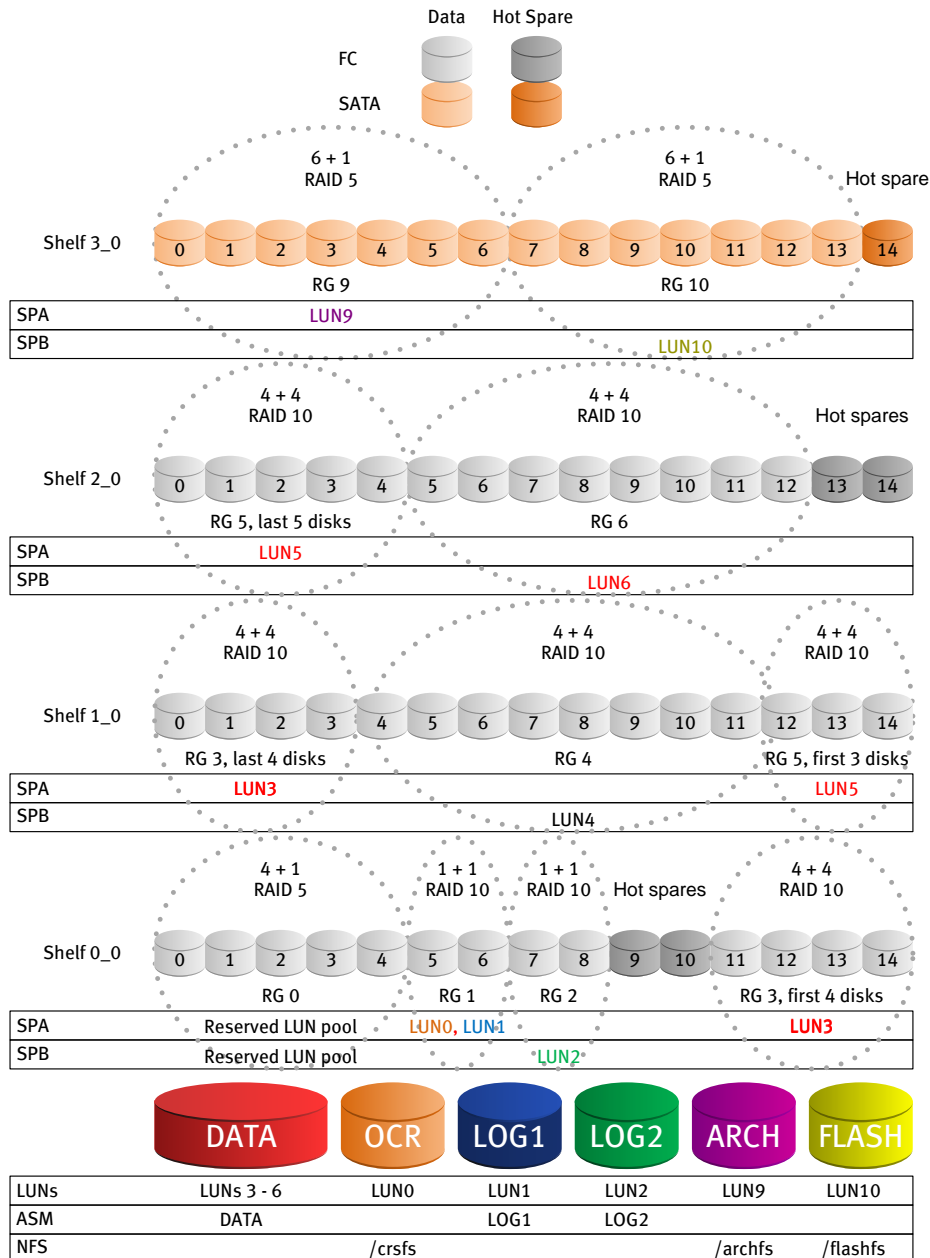 Data Hot Spare
FC
SATA
6 + 1
RAID 5
6 + 1
RAID 5
Hot spare
Shelf 3_0
0 1 2 3 4 5 6 7 8 9 10 11 12 13 14
RG 9 RG 10
SPA LUN9
SPB LUN10
4 + 4
RAID 10
4 + 4
RAID 10
Hot spares
Shelf 2_0
0 1 2 3 4 5 6 7 8 9 10 11 12 13 14
RG 5, last 5 disks RG 6
SPA LUN5
SPB LUN6
4 + 4
RAID 10
4 + 4
RAID 10
4 + 4
RAID 10
Shelf 1_0
0 1 2 3 4 5 6 7 8 9 10 11 12 13 14
RG 3, last 4 disks RG 4 RG 5, first 3 disks
SPA LUN3 LUN5
SPB LUN4
4 + 1
RAID 5
1 + 1
RAID 10
1 + 1
RAID 10
Hot spares
4 + 4
RAID 10
Shelf 0_0
0 1 2 3 4 5 6 7 8 9 10 11 12 13 14
RG 0 RG 1 RG 2 RG 3, first 4 disks
SPA Reserved LUN pool LUN0, LUN1 LUN3
SPB Reserved LUN pool LUN2
DATA OCR LOG1 LOG2 ARCH FLASH
LUNs LUNs 3 - 6 LUN0 LUN1 LUN2 LUN9 LUN10
ASM DATA LOG1 LOG2
NFS /crsfs /archfs /flashfs